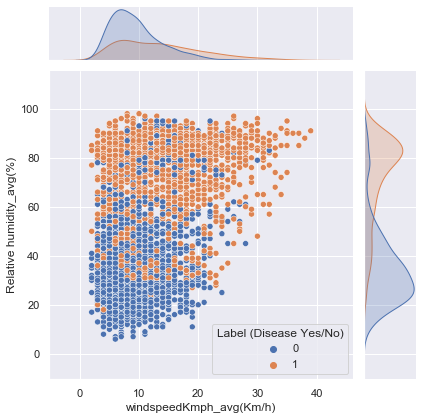 100
80
60
40
20
0
Relative humidity_avg(%)
Label (Disease Yes/No)
0
1
0 10 20 30 40
windspeedKmph_avg(Km/h)